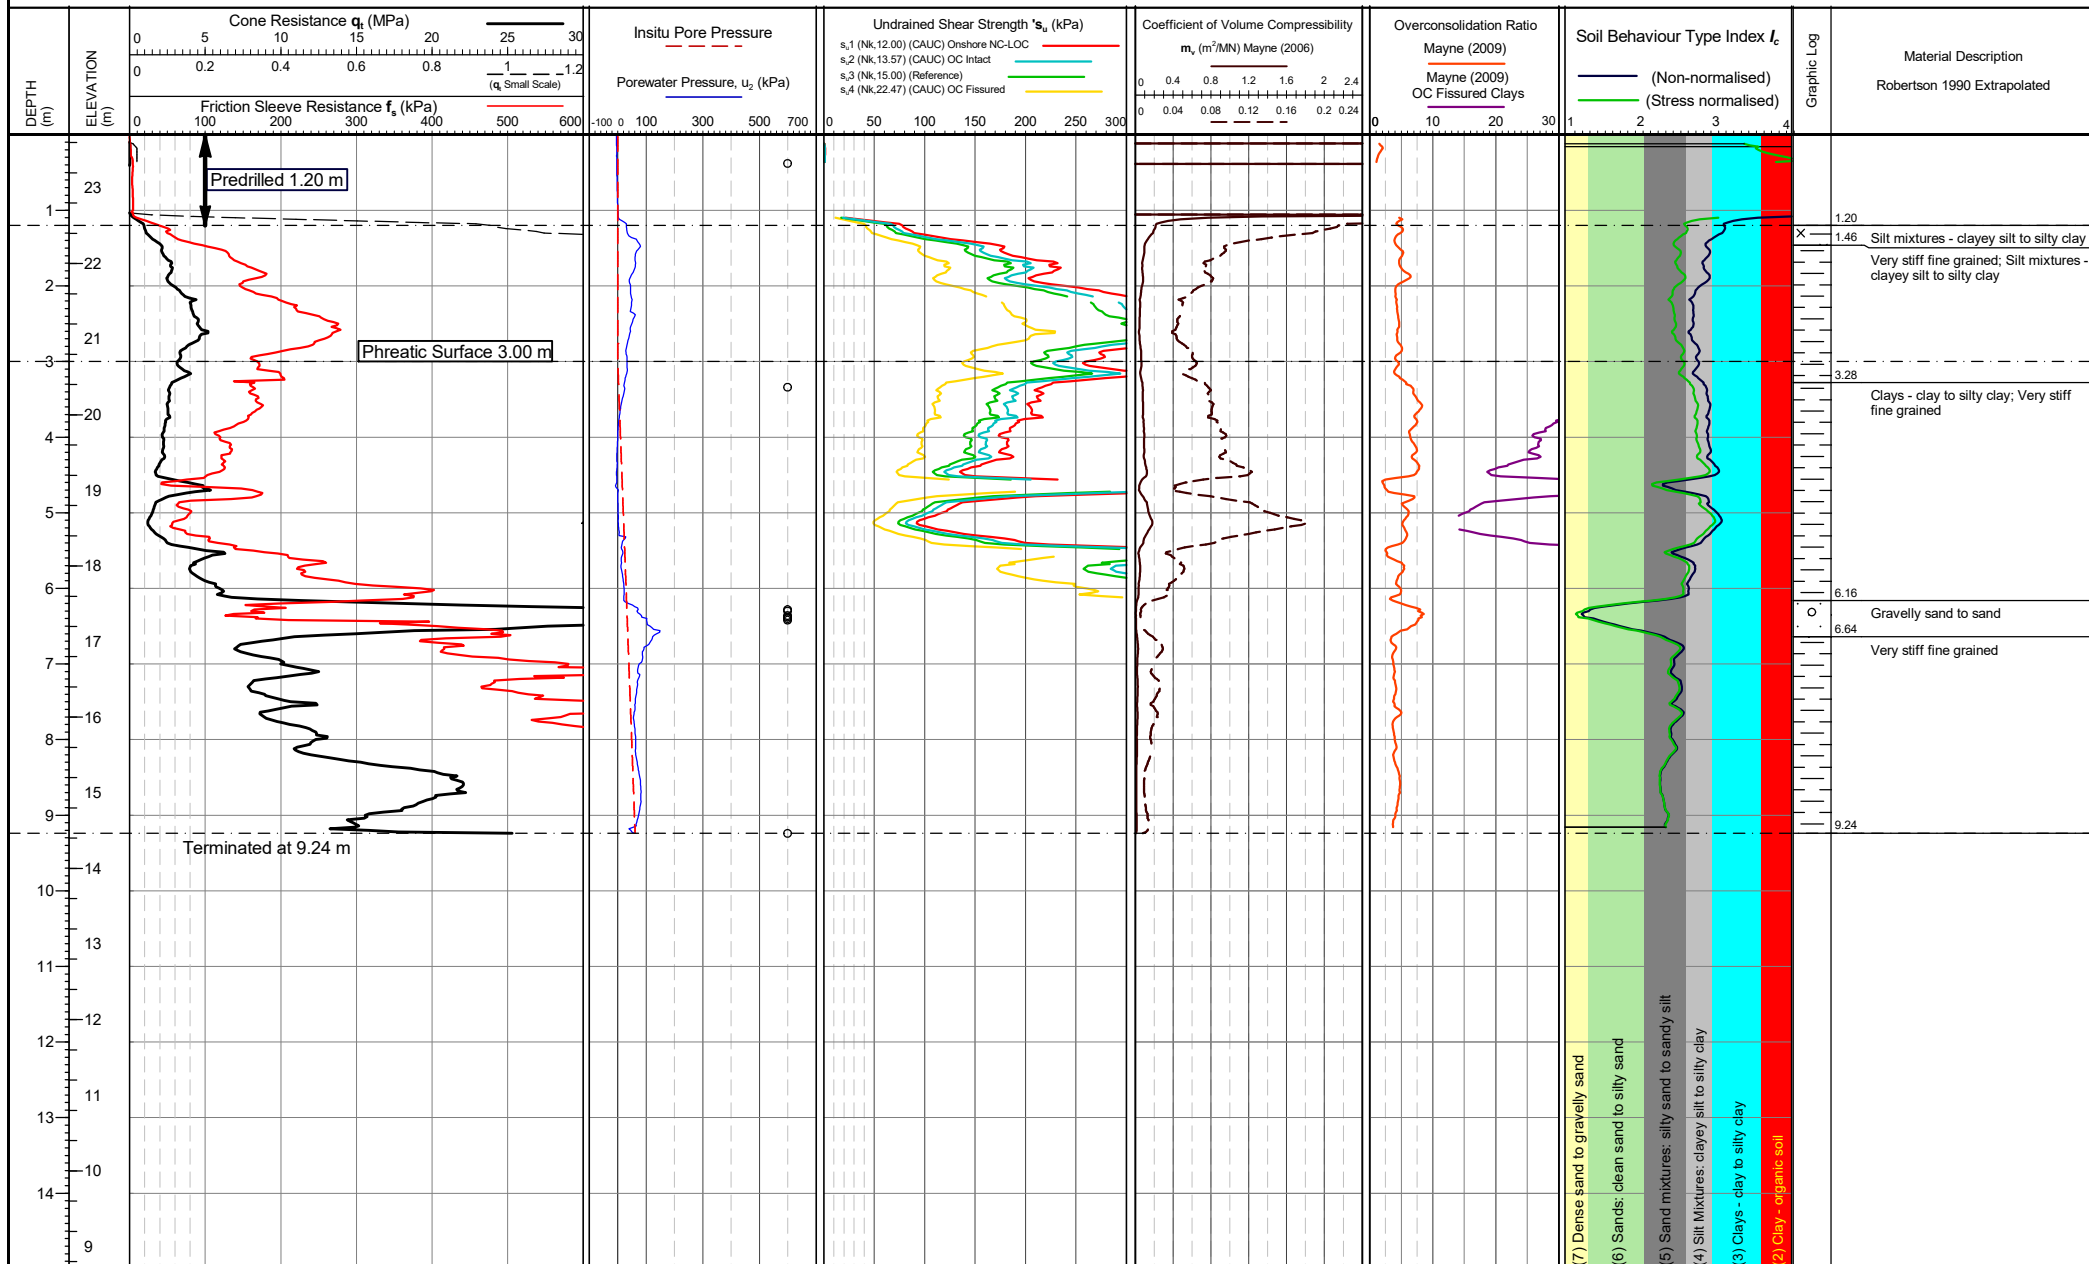 DEPTH (m)
ELEVATION (m)
Cone Resistance qt (MPa)
0 5 10 15 20 25 30
0 0.2 0.4 0.6 0.8 1 1.2
(qt Small Scale)
Friction Sleeve Resistance fs (kPa)
0 100 200 300 400 500 600
Insitu Pore Pressure
Porewater Pressure, u2 (kPa)
-100 0 100 300 500 700
Undrained Shear Strength 'su (kPa)
su1 (Nk,12.00) (CAUC) Onshore NC-LOC
su2 (Nk,13.57) (CAUC) OC Intact
su3 (Nk,15.00) (Reference)
su4 (Nk,22.47) (CAUC) OC Fissured
0 50 100 150 200 250 300
Coefficient of Volume Compressibility
mv (m2/MN) Mayne (2006)
0 0.4 0.8 1.2 1.6 2 2.4
0 0.04 0.08 0.12 0.16 0.2 0.24
Overconsolidation Ratio
Mayne (2009)
Mayne (2009)
OC Fissured Clays
0 10 20 30
Soil Behaviour Type Index Ic
(Non-normalised)
(Stress normalised)
1 2 3 4
Graphic Log
Material Description
Robertson 1990 Extrapolated
Predrilled 1.20 m
23
1
1.20
1.46
Silt mixtures - clayey silt to silty clay
22
Very stiff fine grained; Silt mixtures -
clayey silt to silty clay
2
21
Phreatic Surface 3.00 m
3
3.28
Clays - clay to silty clay; Very stiff
fine grained
20
4
19
5
18
6
6.16
Gravelly sand to sand
6.64
17
Very stiff fine grained
7
16
8
15
9
9.24
Terminated at 9.24 m
14
10
13
11
12
12
11
13
10
14
9
(7) Dense sand to gravelly sand
(6) Sands: clean sand to silty sand
(5) Sand mixtures: silty sand to sandy silt
(4) Silt Mixtures: clayey silt to silty clay
(3) Clays - clay to silty clay
(2) Clay - organic soil